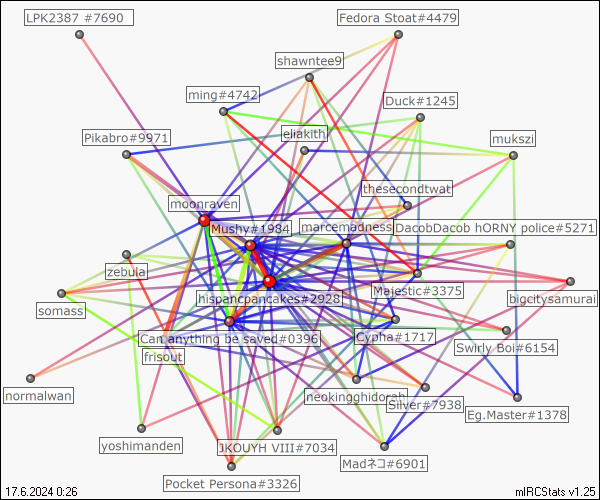 LPK2387 #7690
Fedora Stoat#4479
shawntee9
ming#4742
Duck#1245
Pikabro#9971
eliakith
mukszi
thesecondtwat
moonraven
Mushy#1984
marcemadness
DacobDacob hORNY police#5271
zebula
Majestic#3375
bigcitysamurai
somass
hispancpancakes#2928
Can anything be saved#0396
Cypha#1717
Swirly Boi#6154
frisout
normalwan
neokingghidorah
Silver#7938
Eg.Master#1378
yoshimanden
JKOUYH VIII#7034
Madネコ#6901
Pocket Persona#3326
17.6.2024 0:26
mIRCStats v1.25